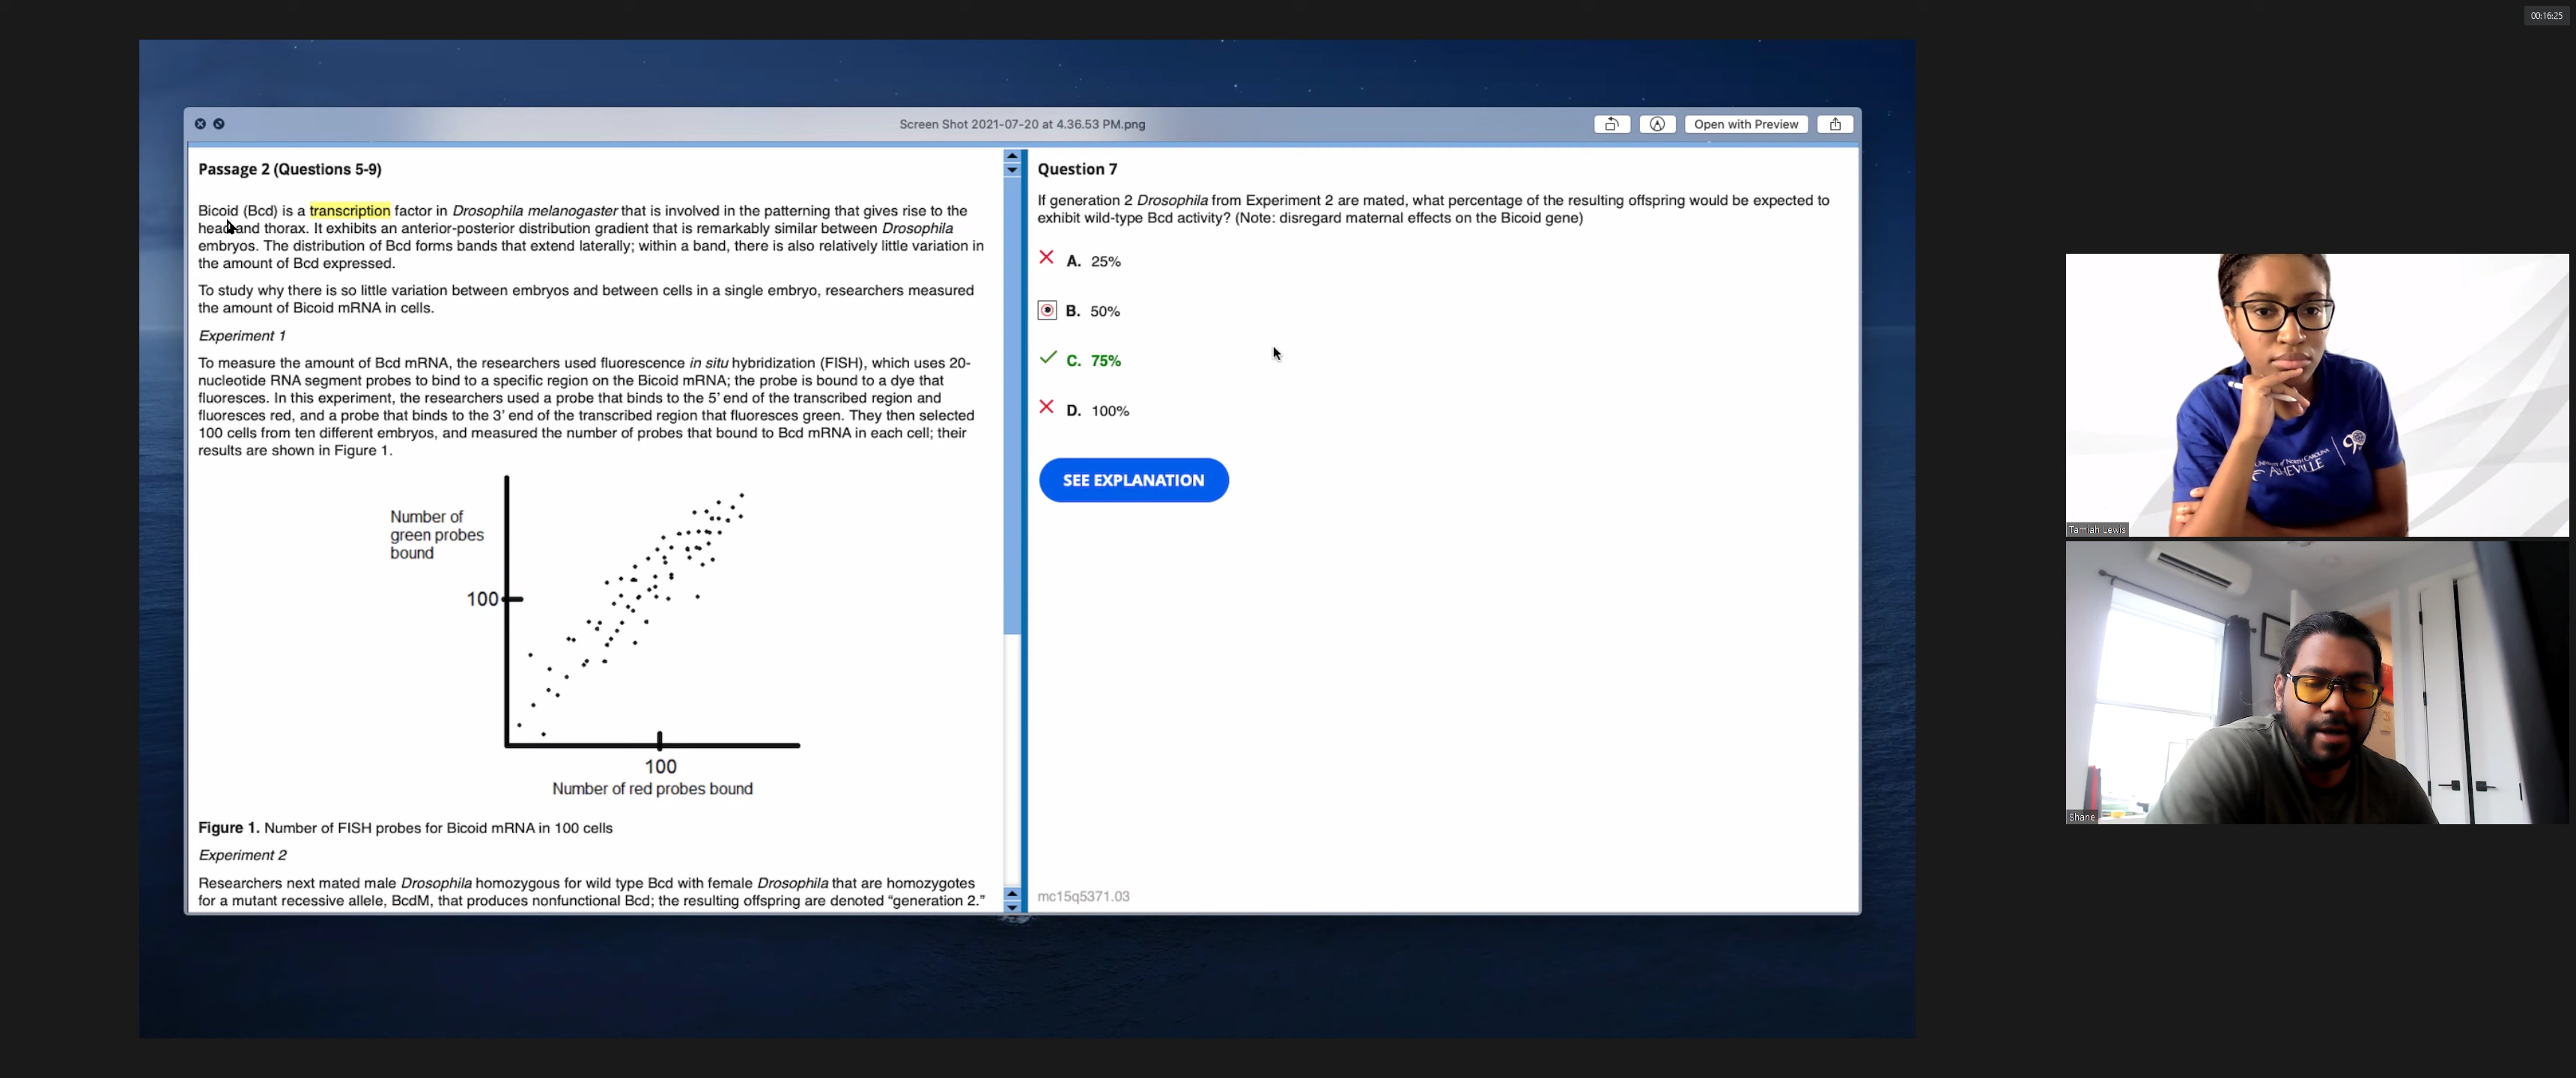 00:16:25
Screen Shot 2021-07-20 at 4.36.53 PM.png
Open with Preview
Passage 2 (Questions 5-9)
Bicoid (Bcd) is a transcription factor in Drosophila melanogaster that is involved in the patterning that gives rise to the
head and thorax. It exhibits an anterior-posterior distribution gradient that is remarkably similar between Drosophila
embryos. The distribution of Bcd forms bands that extend laterally; within a band, there is also relatively little variation in
the amount of Bcd expressed.
To study why there is so little variation between embryos and between cells in a single embryo, researchers measured
the amount of Bicoid mRNA in cells.
Experiment 1
To measure the amount of Bcd mRNA, the researchers used fluorescence in situ hybridization (FISH), which uses 20-
nucleotide RNA segment probes to bind to a specific region on the Bicoid mRNA; the probe is bound to a dye that
fluoresces. In this experiment, the researchers used a probe that binds to the 5' end of the transcribed region and
fluoresces red, and a probe that binds to the 3' end of the transcribed region that fluoresces green. They then selected
100 cells from ten different embryos, and measured the number of probes that bound to Bcd mRNA in each cell; their
results are shown in Figure 1.
Number of
green probes
bound
100
100
Number of red probes bound
Figure 1. Number of FISH probes for Bicoid mRNA in 100 cells
Experiment 2
Researchers next mated male Drosophila homozygous for wild type Bcd with female Drosophila that are homozygotes
for a mutant recessive allele, BcdM, that produces nonfunctional Bcd; the resulting offspring are denoted “generation 2.”
Question 7
If generation 2 Drosophila from Experiment 2 are mated, what percentage of the resulting offspring would be expected to
exhibit wild-type Bcd activity? (Note: disregard maternal effects on the Bicoid gene)
A. 25%
B. 50%
C. 75%
D. 100%
SEE EXPLANATION
mc15q5371.03
University of North Carolina
ASHEVILLE
Tamiah Lewis
Shane